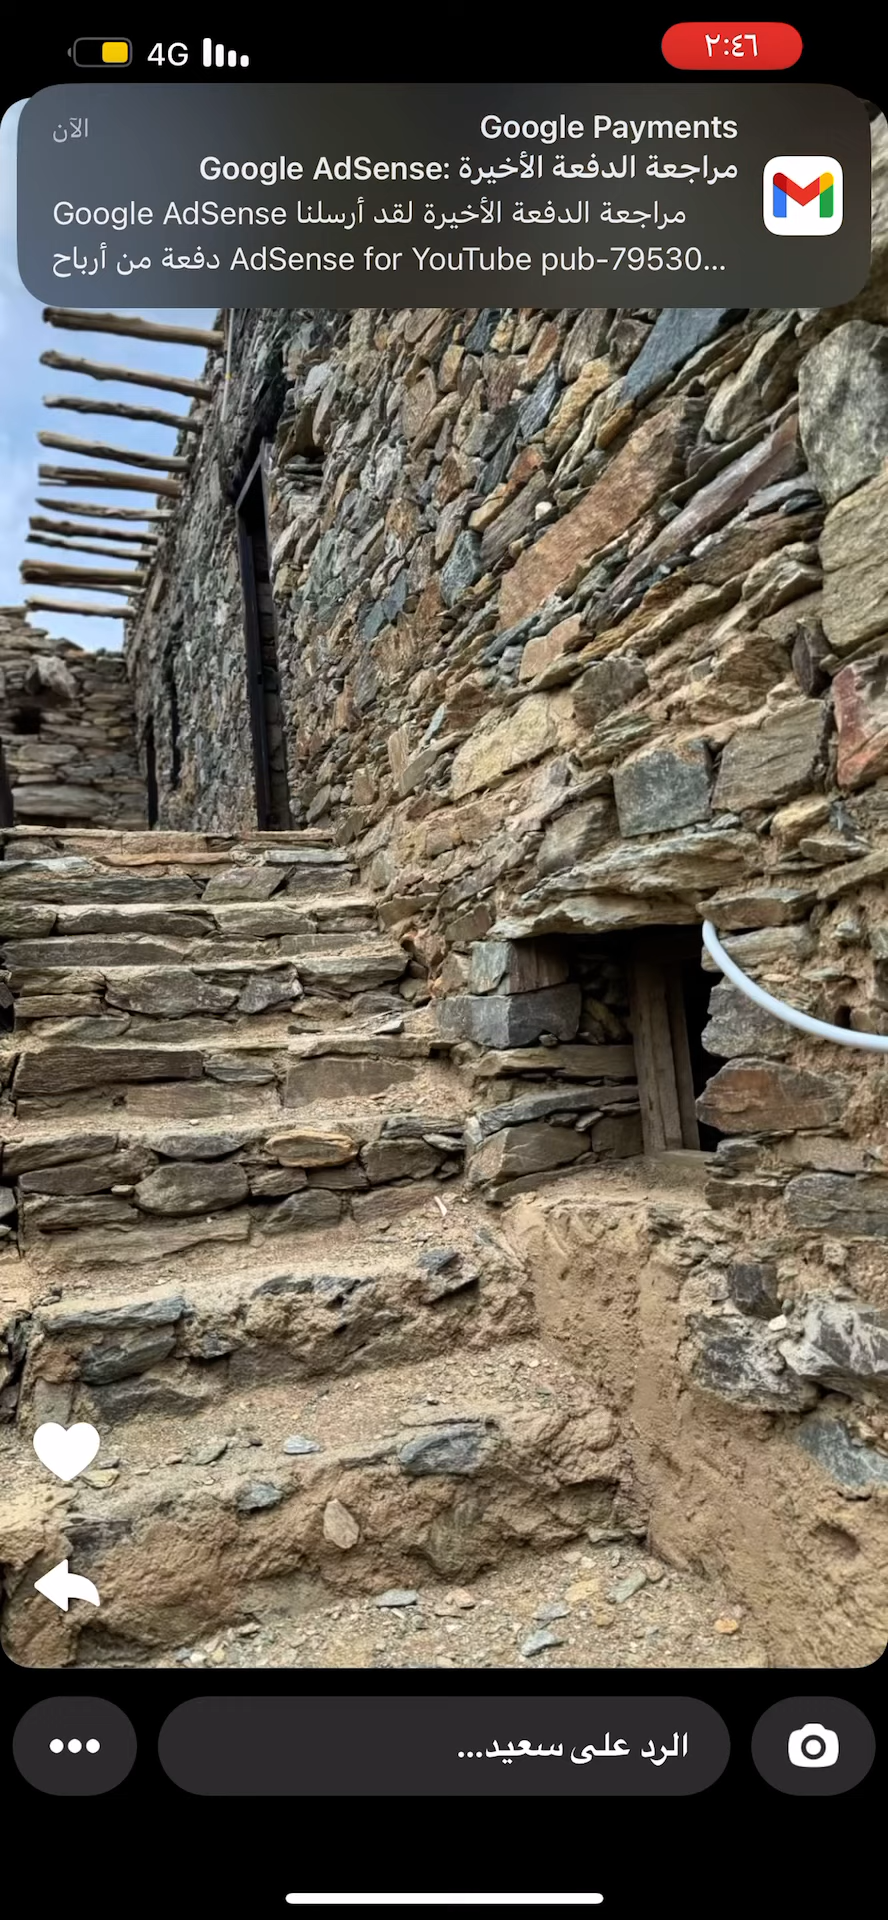 4G
٢:٤٦
Google Payments
الآن
مراجعة الدفعة الأخيرة :Google AdSense
مراجعة الدفعة الأخيرة لقد أرسلنا Google AdSense
دفعة من أرباح AdSense for YouTube pub-79530...
الرد على سعيد...